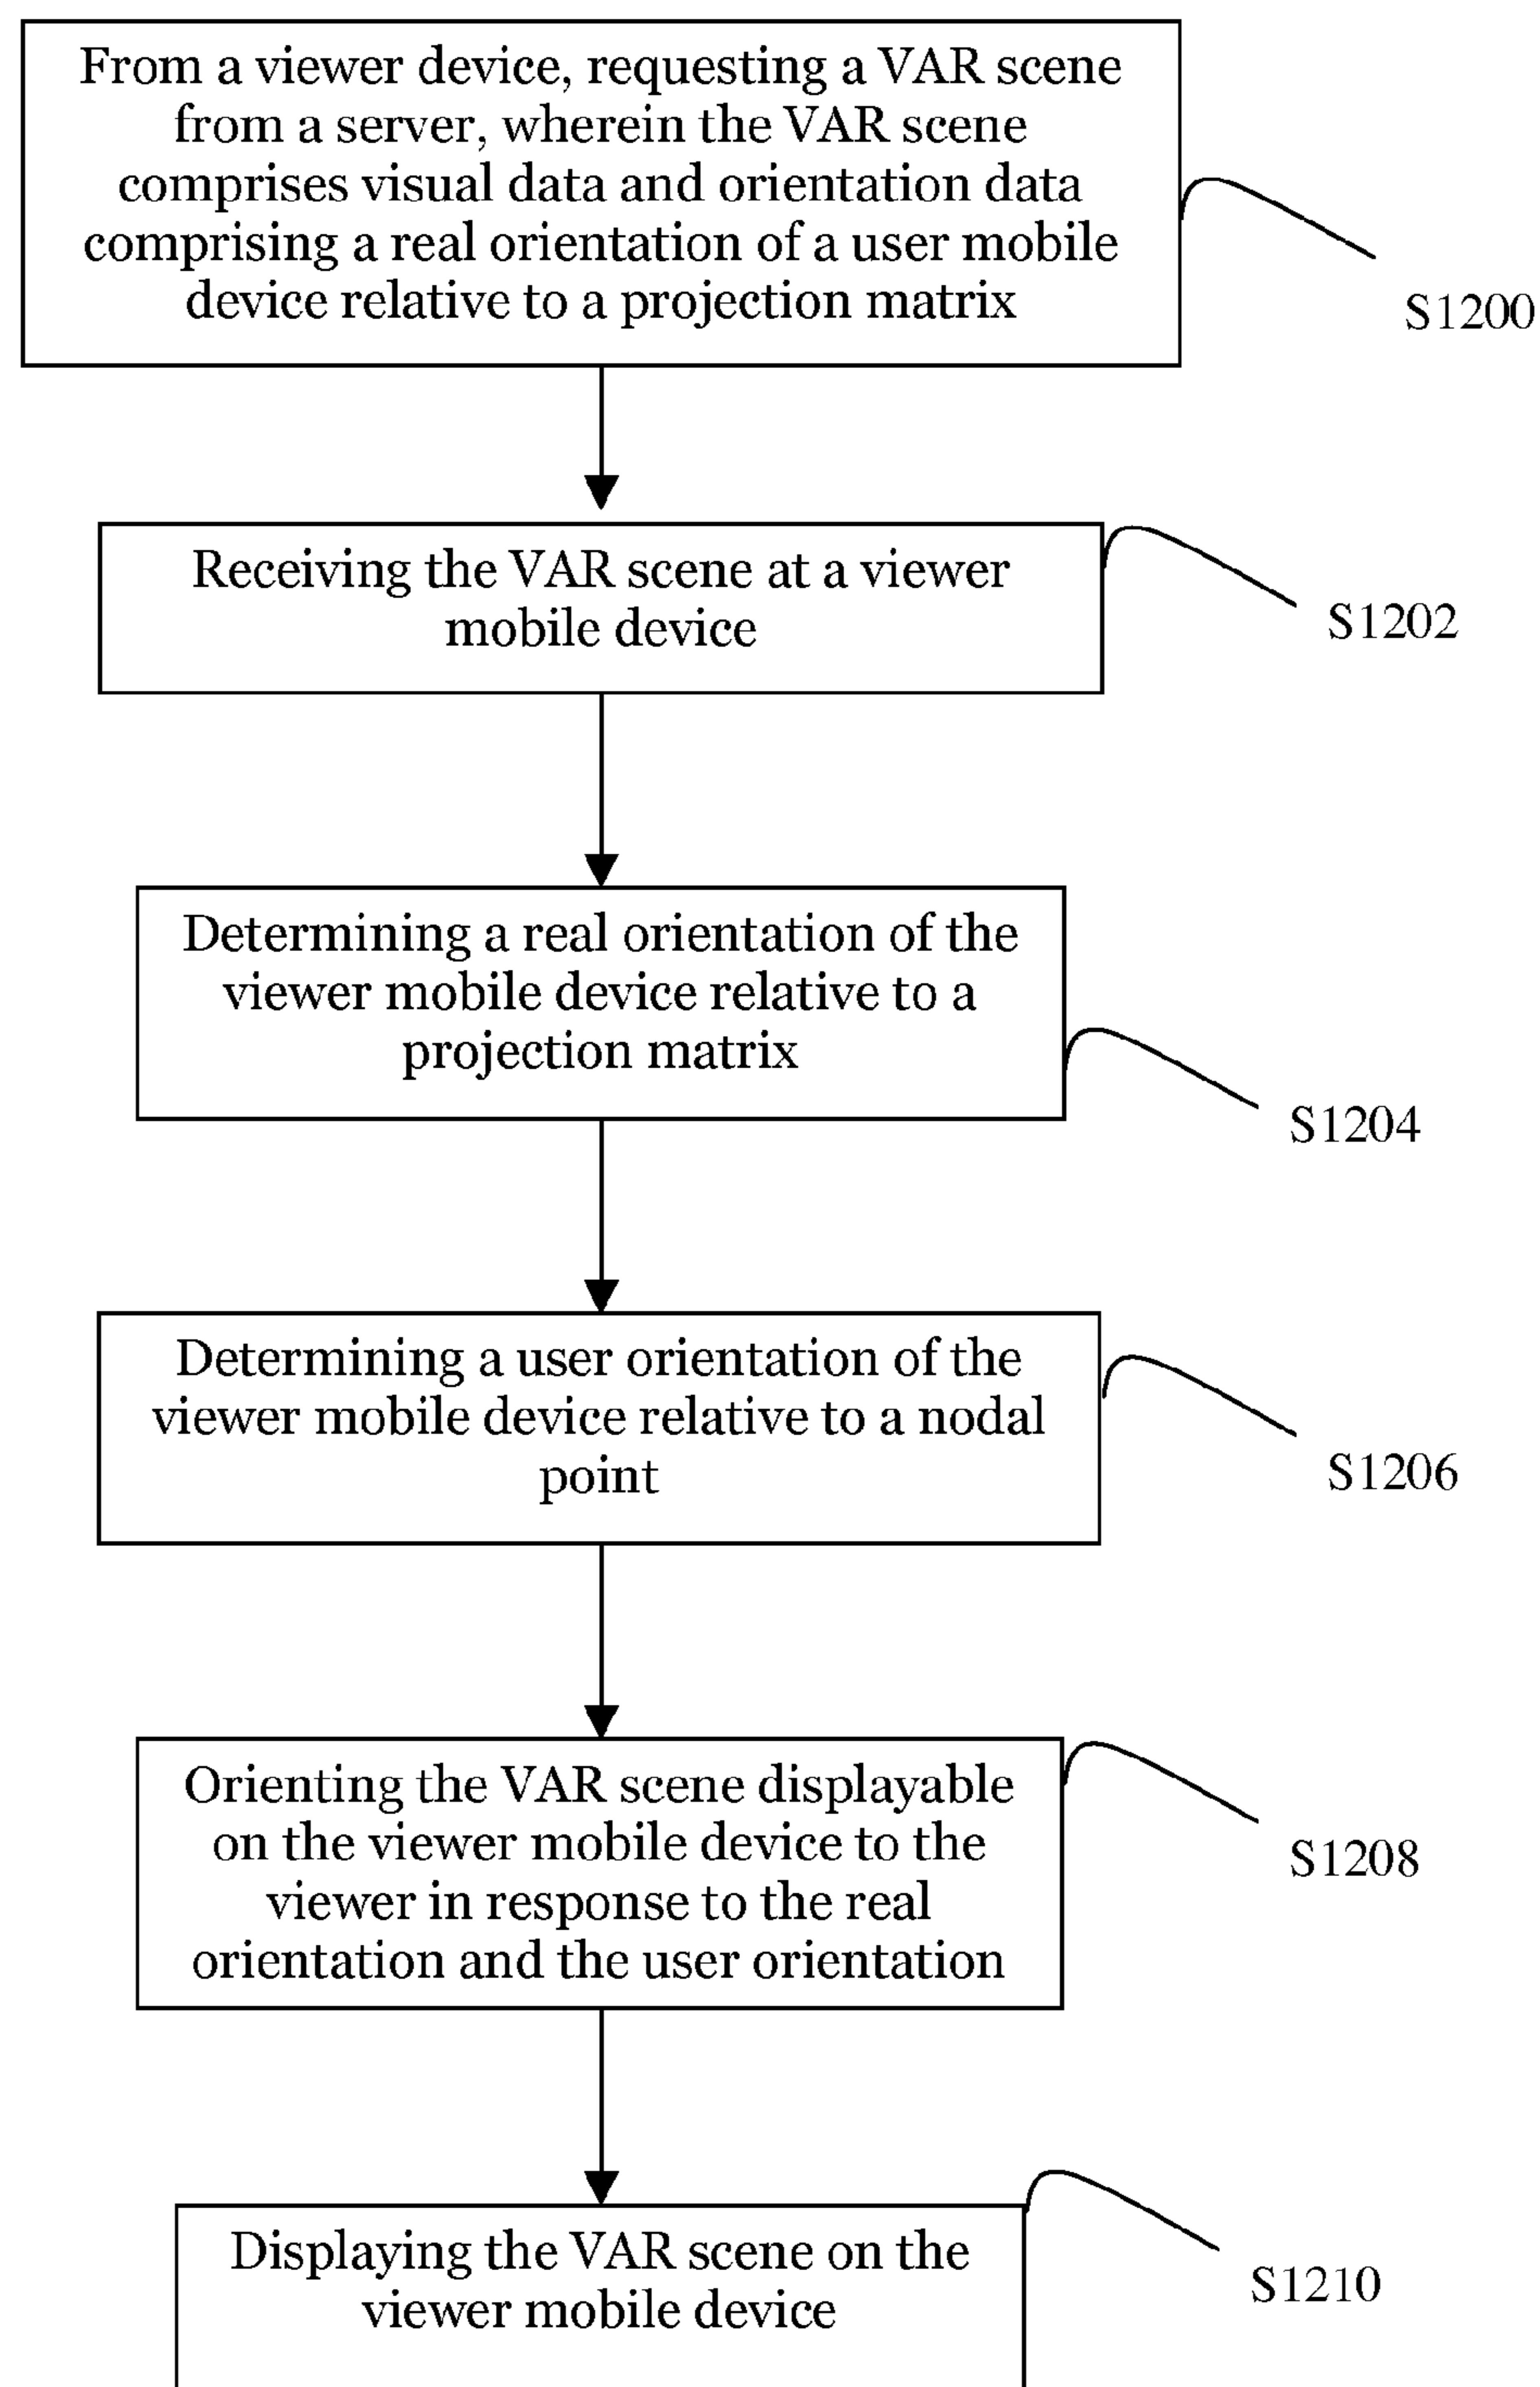 From a viewer device, requesting a VAR scene
from a server, wherein the VAR scene
comprises visual data and orientation data
comprising a real orientation of a user mobile
device relative to a projection matrix
S1200
Receiving the VAR scene at a viewer
mobile device
S1202
Determining a real orientation of the
viewer mobile device relative to a
projection matrix
S1204
Determining a user orientation of the
viewer mobile device relative to a nodal
point
S1206
Orienting the VAR scene displayable
on the viewer mobile device to the
viewer in response to the real
orientation and the user orientation
S1208
Displaying the VAR scene on the
viewer mobile device
S1210